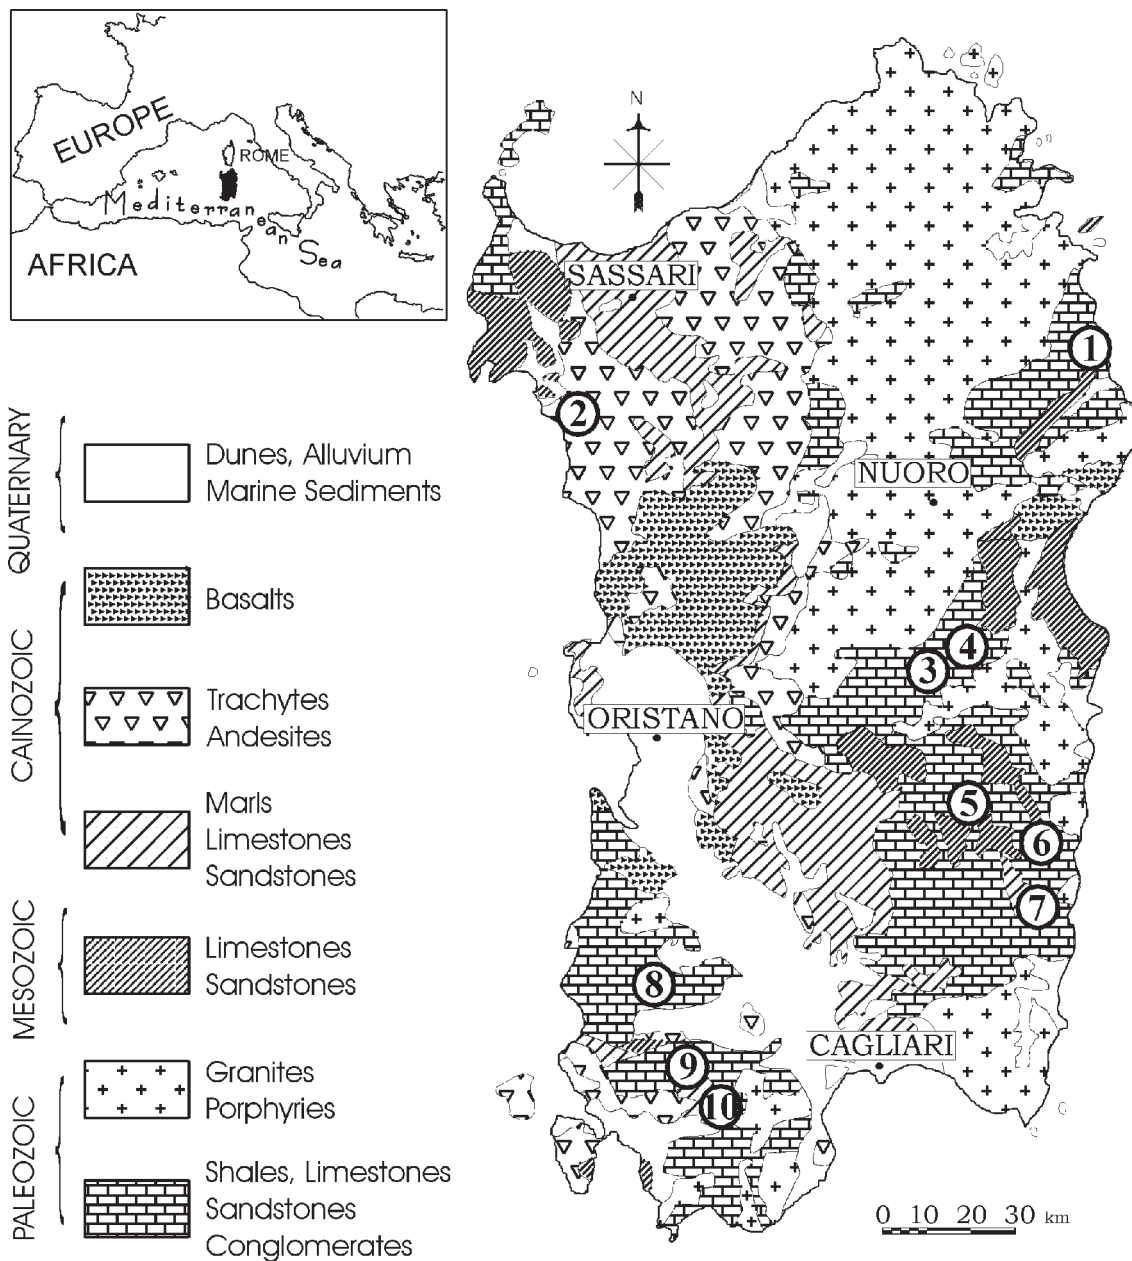 EUROPE
ROME
Mediterranean Sea
AFRICA
N
SASSARI
1
2
NUORO
3
4
ORISTANO
5
6
7
8
9
10
CAGLIARI
0 10 20 30 km
QUATERNARY
Dunes, Alluvium
Marine Sediments
CAINOZOIC
Basalts
Trachytes
Andesites
Marls
Limestones
Sandstones
MESOZOIC
Limestones
Sandstones
PALEOZOIC
Granites
Porphyries
Shales, Limestones
Sandstones
Conglomerates